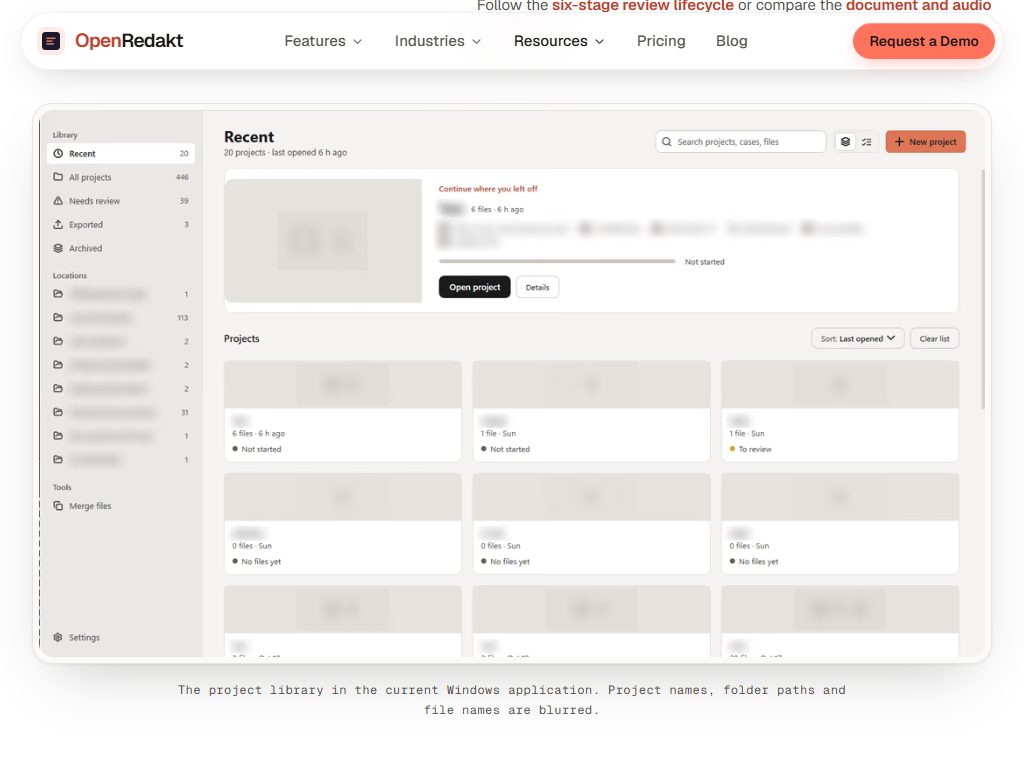 Follow the six-stage review lifecycle or compare the document and audio
OpenRedakt
Features
Industries
Resources
Pricing
Blog
Request a Demo
Library
Recent 20
All projects 446
Needs review 39
Exported 3
Archived
Locations
1
113
2
2
2
31
1
1
Tools
Merge files
Settings
Recent
20 projects · last opened 6 h ago
Search projects, cases, files
New project
Continue where you left off
6 files · 6 h ago
Not started
Open project
Details
Projects
Sort: Last opened
Clear list
6 files · 6 h ago
Not started
1 file · Sun
Not started
1 file · Sun
To review
0 files · Sun
No files yet
0 files · Sun
No files yet
0 files · Sun
No files yet
The project library in the current Windows application. Project names, folder paths and
file names are blurred.